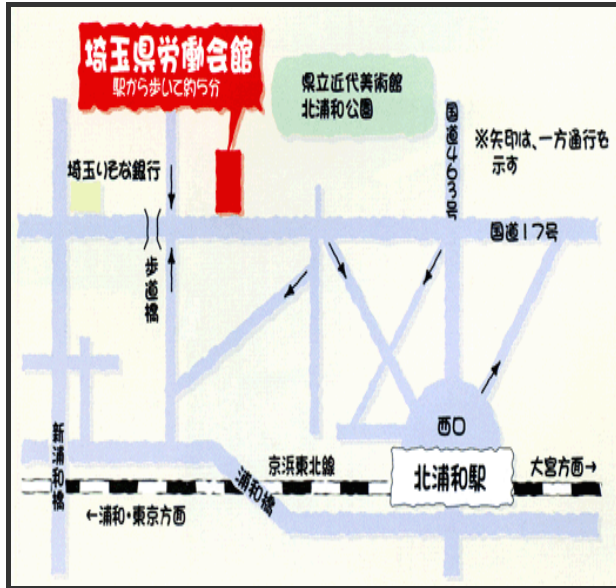 埼玉県労働会館
駅から歩いて約5分
県立近代美術館
北浦和公園
国道463号
※矢印は、一方通行を
示す
埼玉りそな銀行
国道17号
歩道橋
西口
新浦和橋
京浜東北線
浦和橋
北浦和駅
大宮方面→
←浦和・東京方面